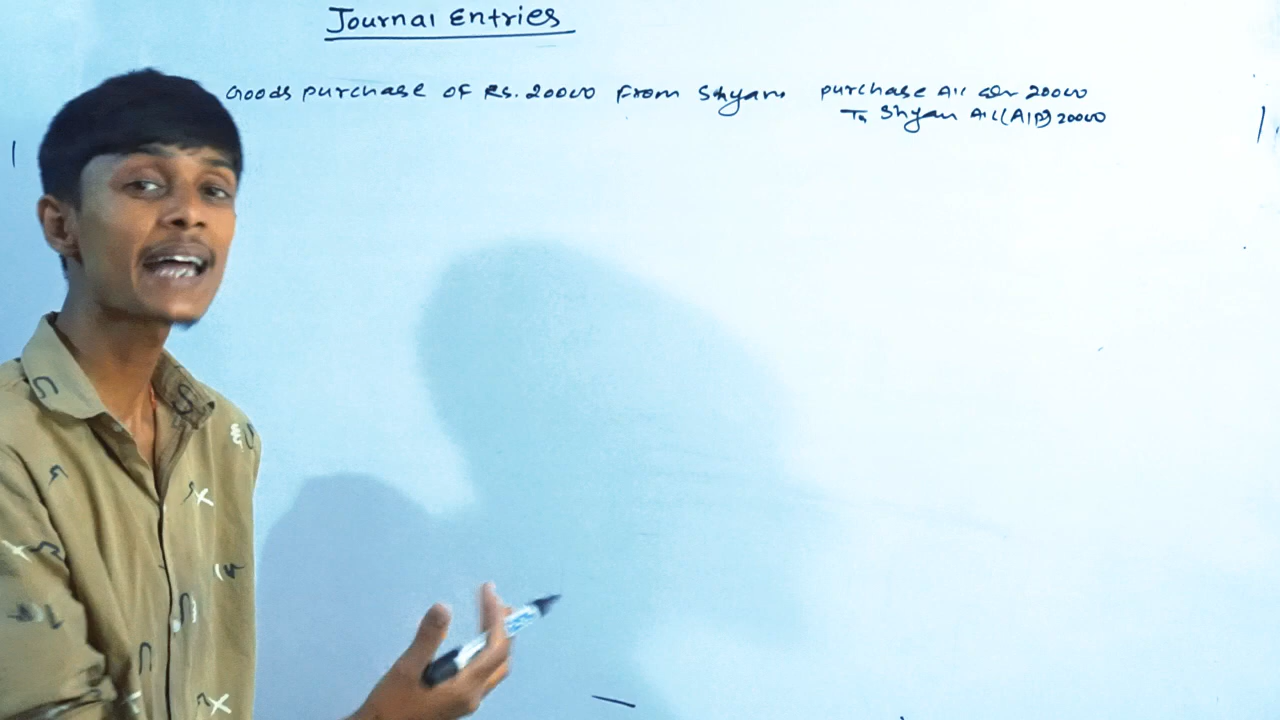 Journal Entries
Goods purchase of Rs. 20000 from Shyam purchase A/c Dr 20000
To Shyam A/c (A/P) 20000